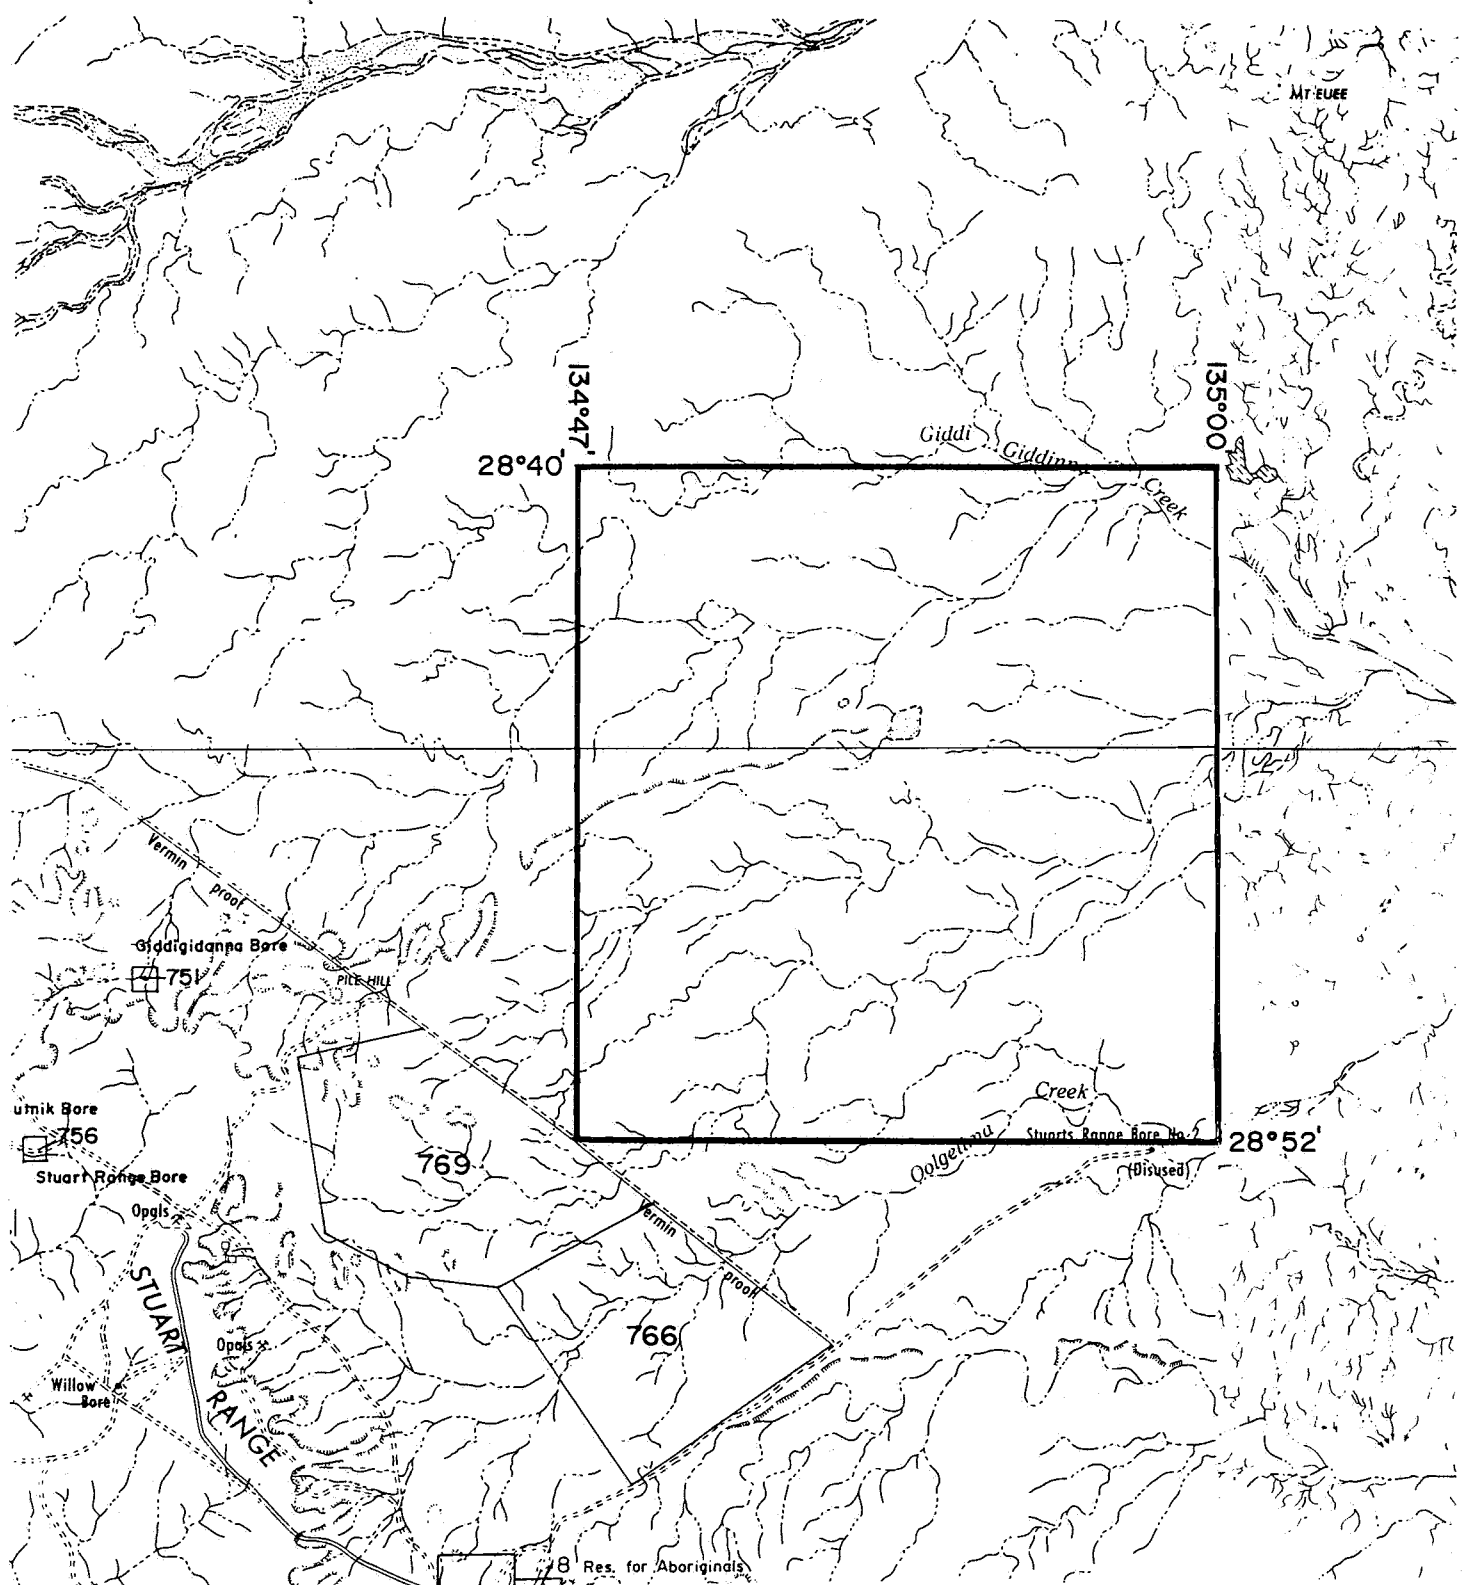 MT EUEE
134°47'
135°00'
Giddi Giddinna Creek
28°40'
Vermin proof
Giddigidanna Bore
751
PILE HILL
utnik Bore
756
Creek
Stuarts Range Bore No 2
28°52'
769
Oolgelima
(Disused)
Stuart Range Bore
Opals
Vermin proof
STUART
766
Opals
Willow
Bore
RANGE
8 Res. for Aboriginals